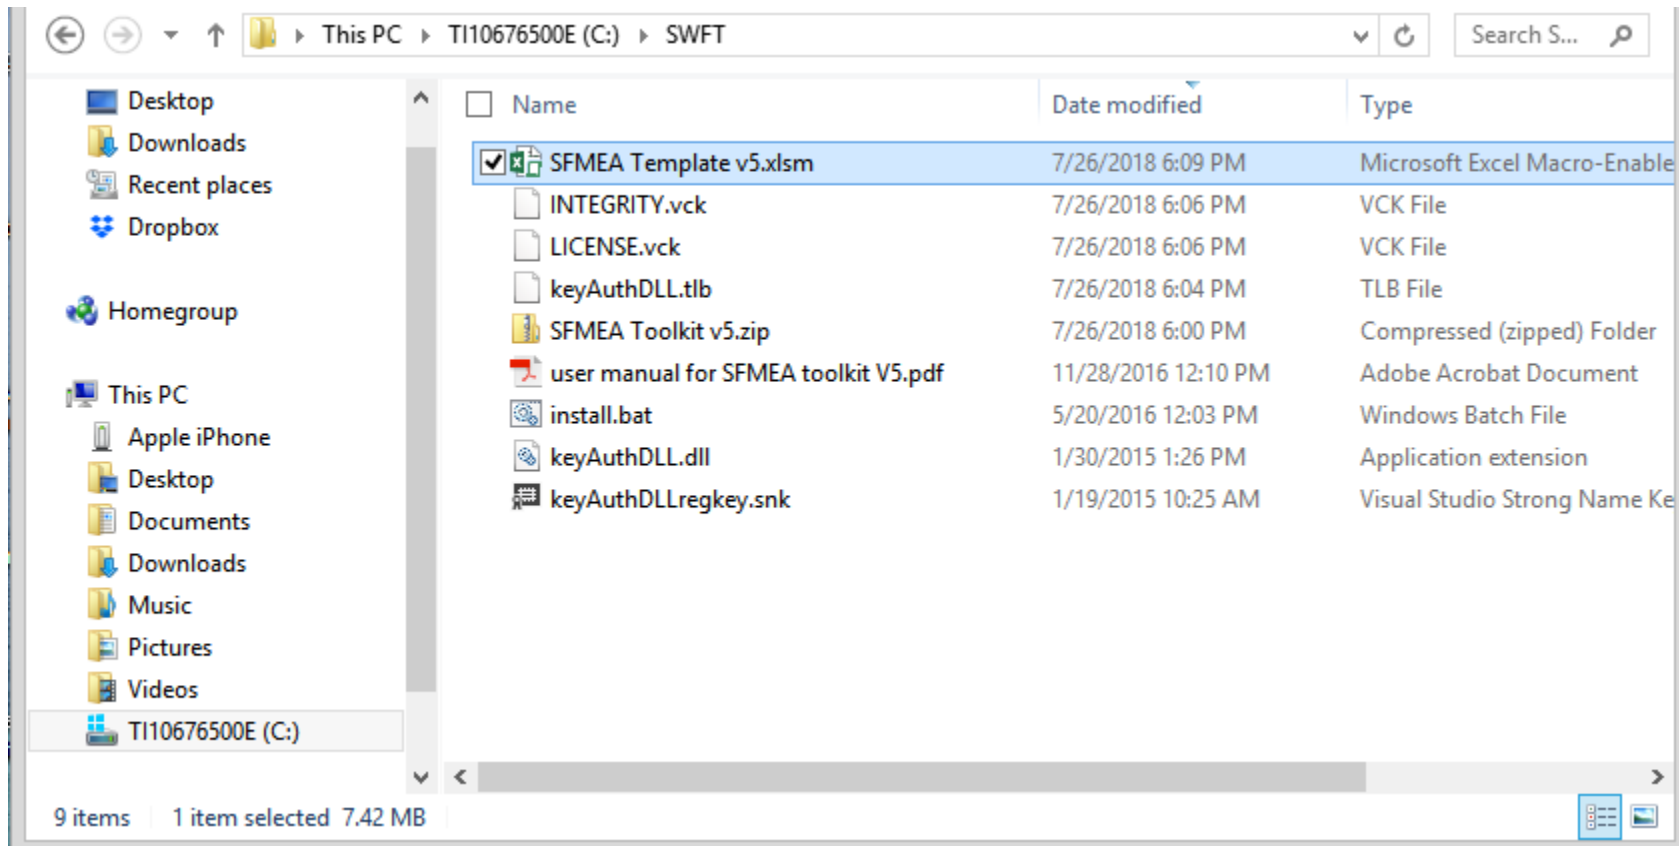 This PC TI10676500E (C:) SWFT Search S...
Desktop
Downloads
Recent places
Dropbox
Homegroup
This PC
Apple iPhone
Desktop
Documents
Downloads
Music
Pictures
Videos
TI10676500E (C:)
Name Date modified Type
SFMEA Template v5.xlsm 7/26/2018 6:09 PM Microsoft Excel Macro-Enable
INTEGRITY.vck 7/26/2018 6:06 PM VCK File
LICENSE.vck 7/26/2018 6:06 PM VCK File
keyAuthDLL.tlb 7/26/2018 6:04 PM TLB File
SFMEA Toolkit v5.zip 7/26/2018 6:00 PM Compressed (zipped) Folder
user manual for SFMEA toolkit V5.pdf 11/28/2016 12:10 PM Adobe Acrobat Document
install.bat 5/20/2016 12:03 PM Windows Batch File
keyAuthDLL.dll 1/30/2015 1:26 PM Application extension
keyAuthDLLregkey.snk 1/19/2015 10:25 AM Visual Studio Strong Name Ke
9 items 1 item selected 7.42 MB